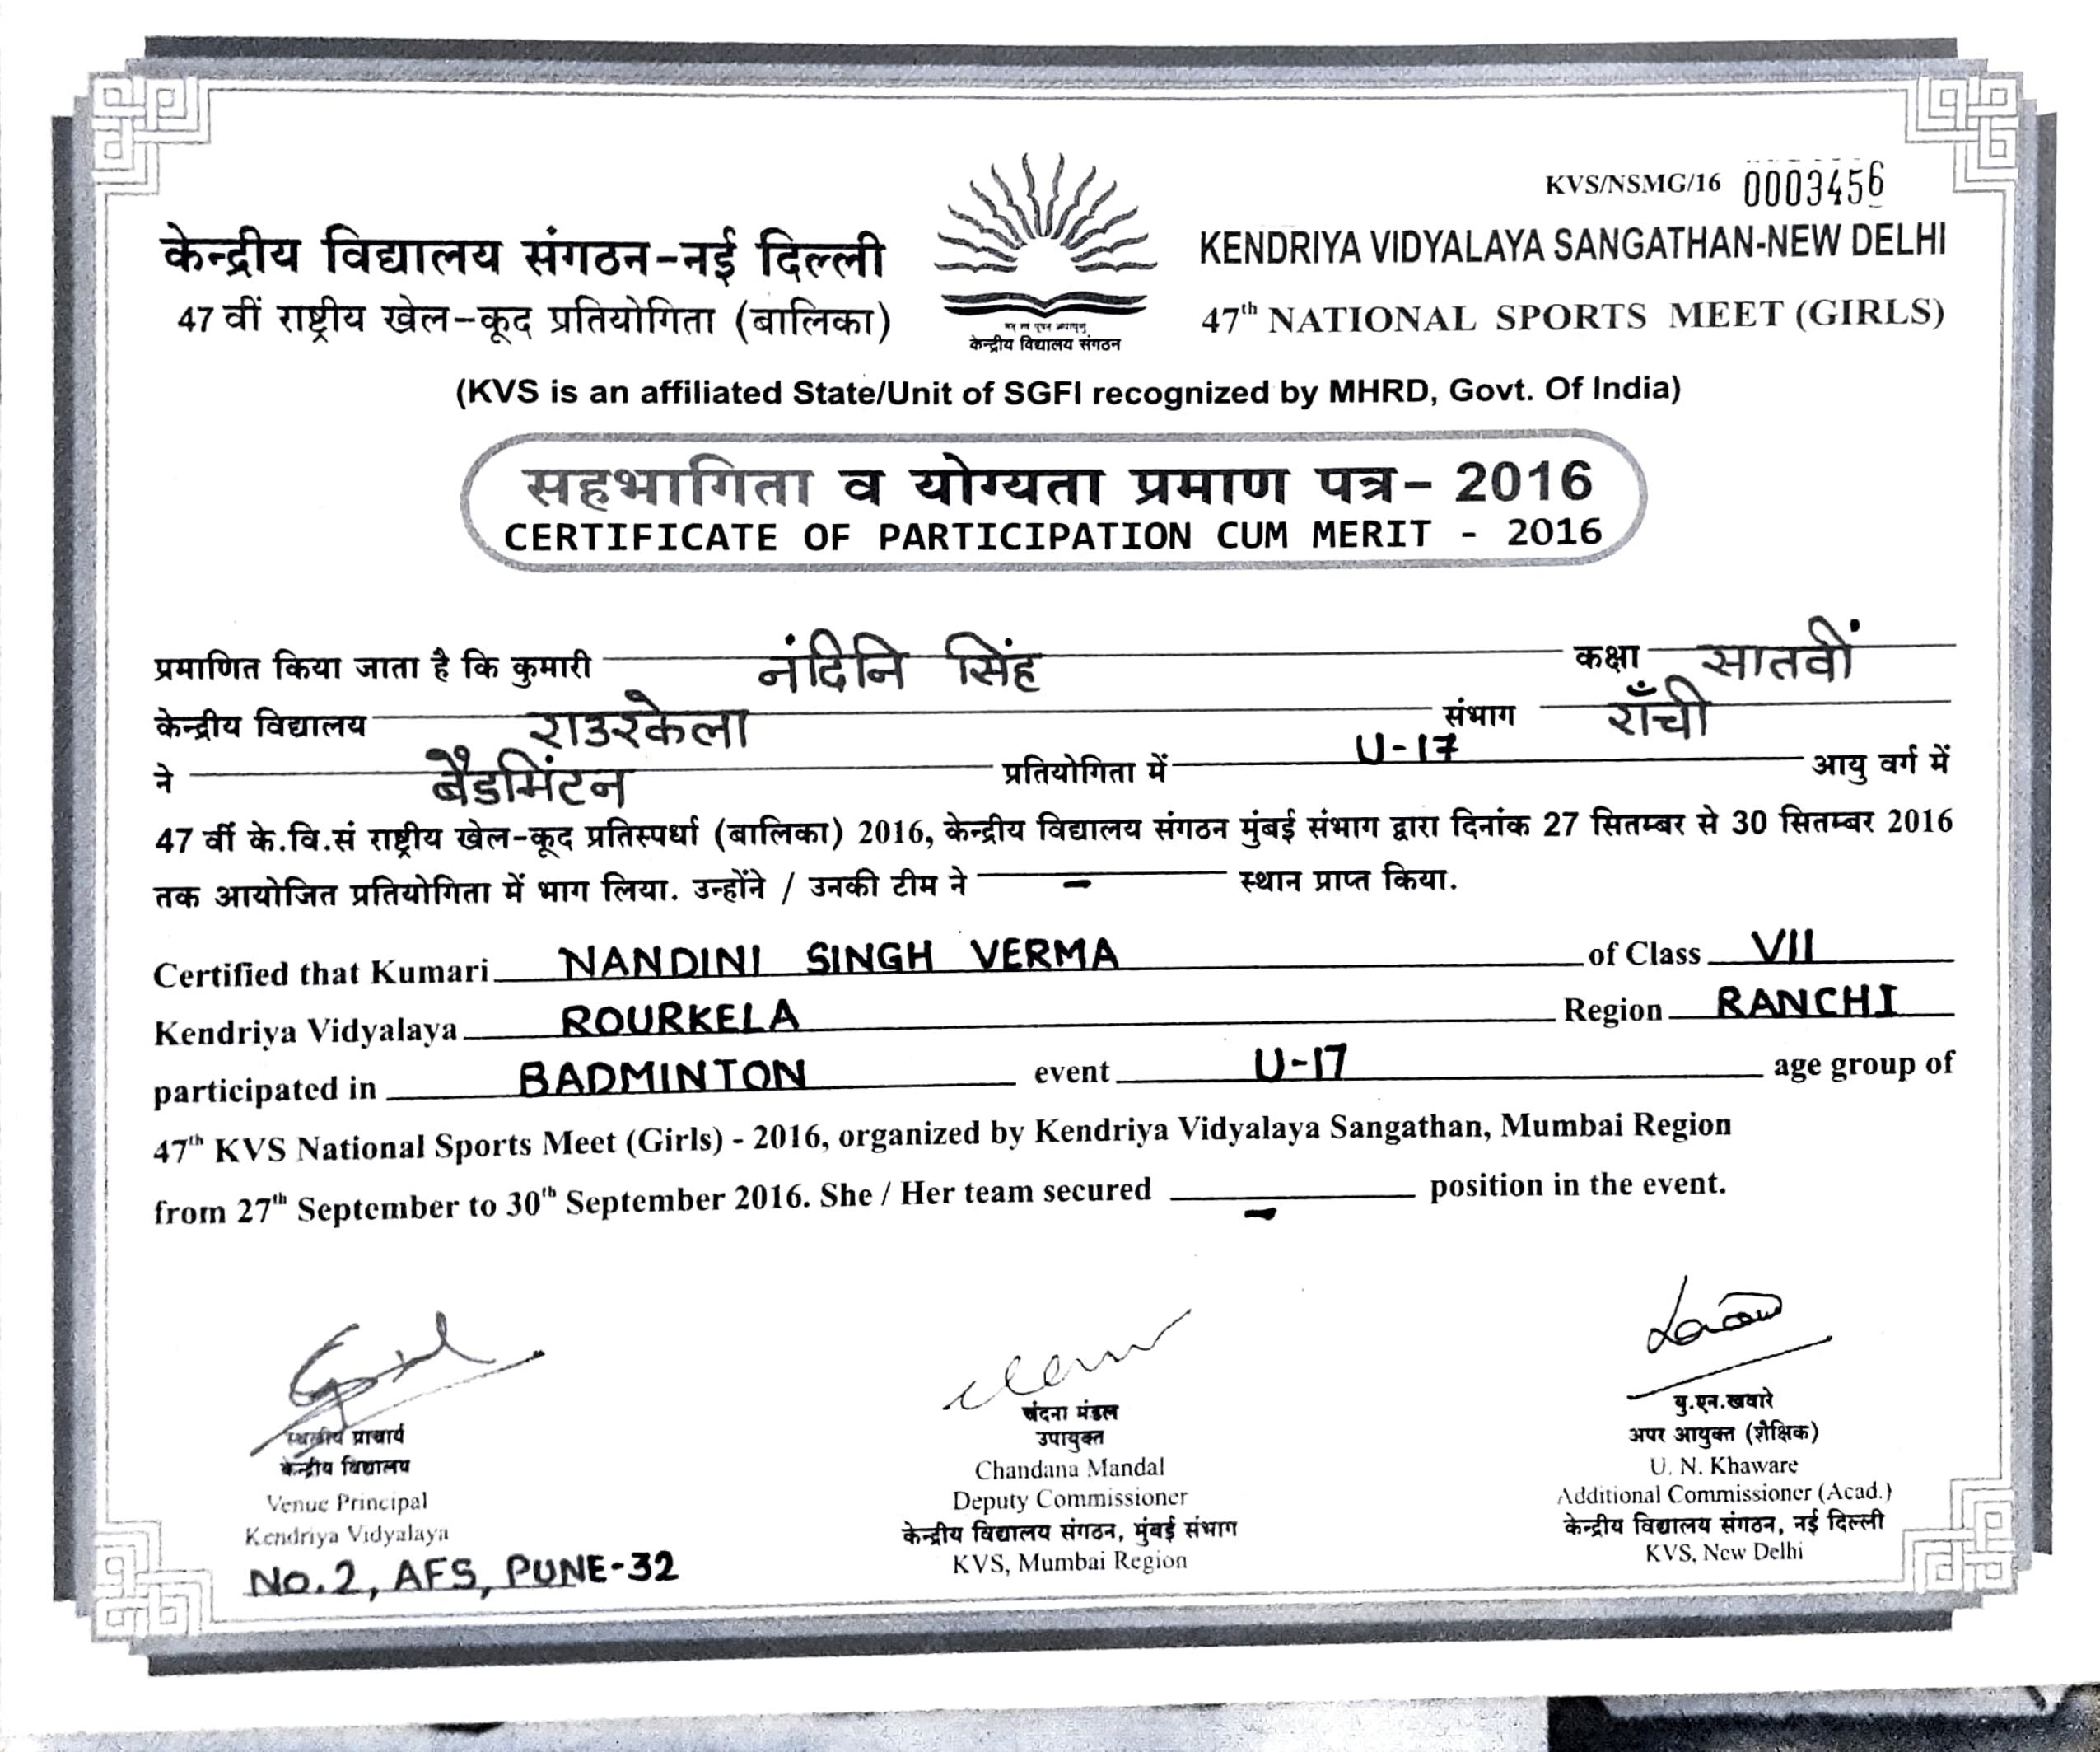 KVS/NSMG/16 0003456
केन्द्रीय विद्यालय संगठन-नई दिल्ली
47 वीं राष्ट्रीय खेल-कूद प्रतियोगिता (बालिका)
केन्द्रीय विद्यालय संगठन
KENDRIYA VIDYALAYA SANGATHAN-NEW DELHI
47th NATIONAL SPORTS MEET (GIRLS)
(KVS is an affiliated State/Unit of SGFI recognized by MHRD, Govt. Of India)
सहभागिता व योग्यता प्रमाण पत्र- 2016
CERTIFICATE OF PARTICIPATION CUM MERIT - 2016
प्रमाणित किया जाता है कि कुमारी नंदिनि सिंह कक्षा सातवीं
केन्द्रीय विद्यालय राउरकेला संभाग राँची
ने बैडमिंटन प्रतियोगिता में U-17 आयु वर्ग में
47 वीं के.वि.सं राष्ट्रीय खेल-कूद प्रतिस्पर्धा (बालिका) 2016, केन्द्रीय विद्यालय संगठन मुंबई संभाग द्वारा दिनांक 27 सितम्बर से 30 सितम्बर 2016
तक आयोजित प्रतियोगिता में भाग लिया. उन्होंने / उनकी टीम ने - स्थान प्राप्त किया.
Certified that Kumari NANDINI SINGH VERMA of Class VII
Kendriya Vidyalaya ROURKELA Region RANCHI
participated in BADMINTON event U-17 age group of
47th KVS National Sports Meet (Girls) - 2016, organized by Kendriya Vidyalaya Sangathan, Mumbai Region
from 27th September to 30th September 2016. She / Her team secured - position in the event.
स्थलीय प्राचार्य
केन्द्रीय विद्यालय
Venue Principal
Kendriya Vidyalaya
No.2, AFS, PUNE-32
चंदना मंडल
उपायुक्त
Chandana Mandal
Deputy Commissioner
केन्द्रीय विद्यालय संगठन, मुंबई संभाग
KVS, Mumbai Region
यु.एन.खवारे
अपर आयुक्त (शैक्षिक)
U. N. Khaware
Additional Commissioner (Acad.)
केन्द्रीय विद्यालय संगठन, नई दिल्ली
KVS, New Delhi